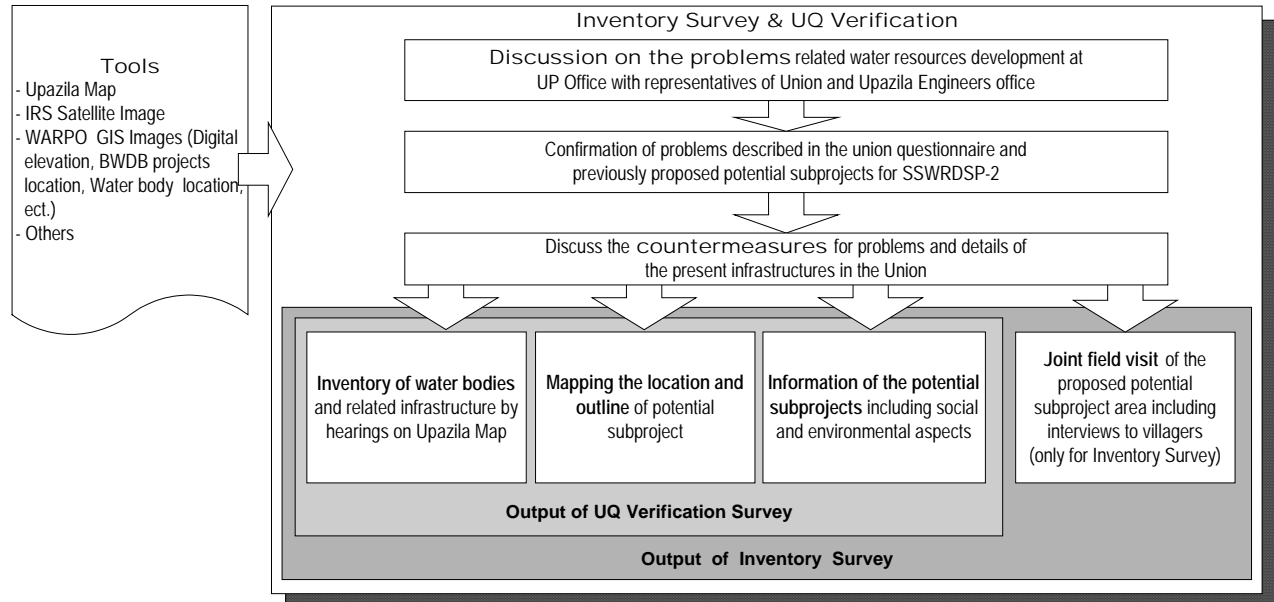 Tools
- Upazila Map
- IRS Satellite Image
- WARPO GIS Images (Digital
elevation, BWDB projects
location, Water body location,
ect.)
- Others
Inventory Survey & UQ Verification
Discussion on the problems related water resources development at
UP Office with representatives of Union and Upazila Engineers office
Confirmation of problems described in the union questionnaire and
previously proposed potential subprojects for SSWRDSP-2
Discuss the countermeasures for problems and details of
the present infrastructures in the Union
Inventory of water bodies
and related infrastructure by
hearings on Upazila Map
Mapping the location and
outline of potential
subproject
Information of the potential
subprojects including social
and environmental aspects
Joint field visit of the
proposed potential
subproject area including
interviews to villagers
(only for Inventory Survey)
Output of UQ Verification Survey
Output of Inventory Survey